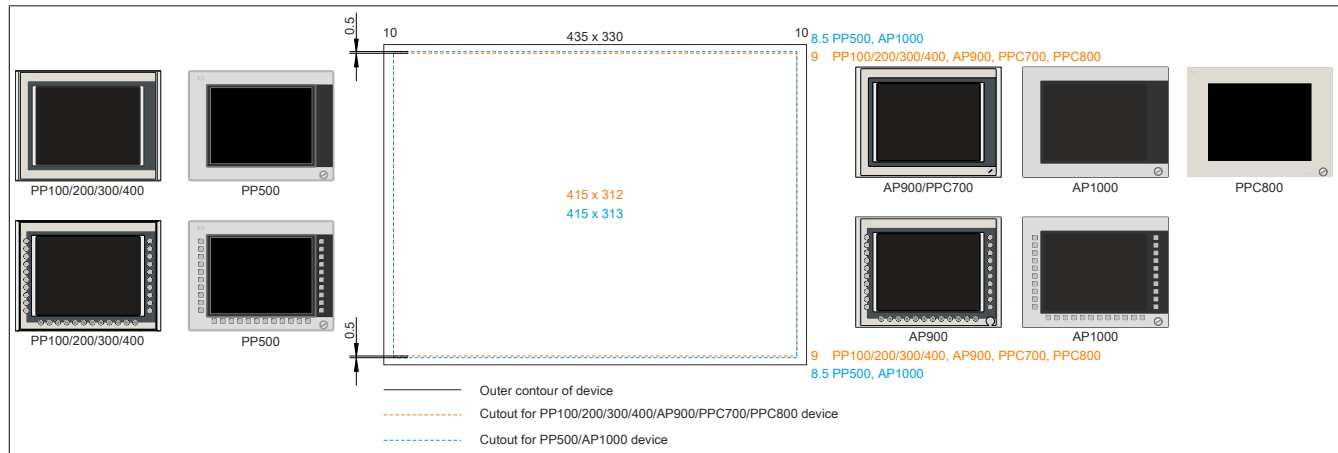 0.5
10
435 x 330
10
8.5 PP500, AP1000
9 PP100/200/300/400, AP900, PPC700, PPC800
PP100/200/300/400
PP500
415 x 312
415 x 313
AP900/PPC700
AP1000
PPC800
PP100/200/300/400
PP500
0.5
AP900
AP1000
9 PP100/200/300/400, AP900, PPC700, PPC800
8.5 PP500, AP1000
Outer contour of device
Cutout for PP100/200/300/400/AP900/PPC700/PPC800 device
Cutout for PP500/AP1000 device